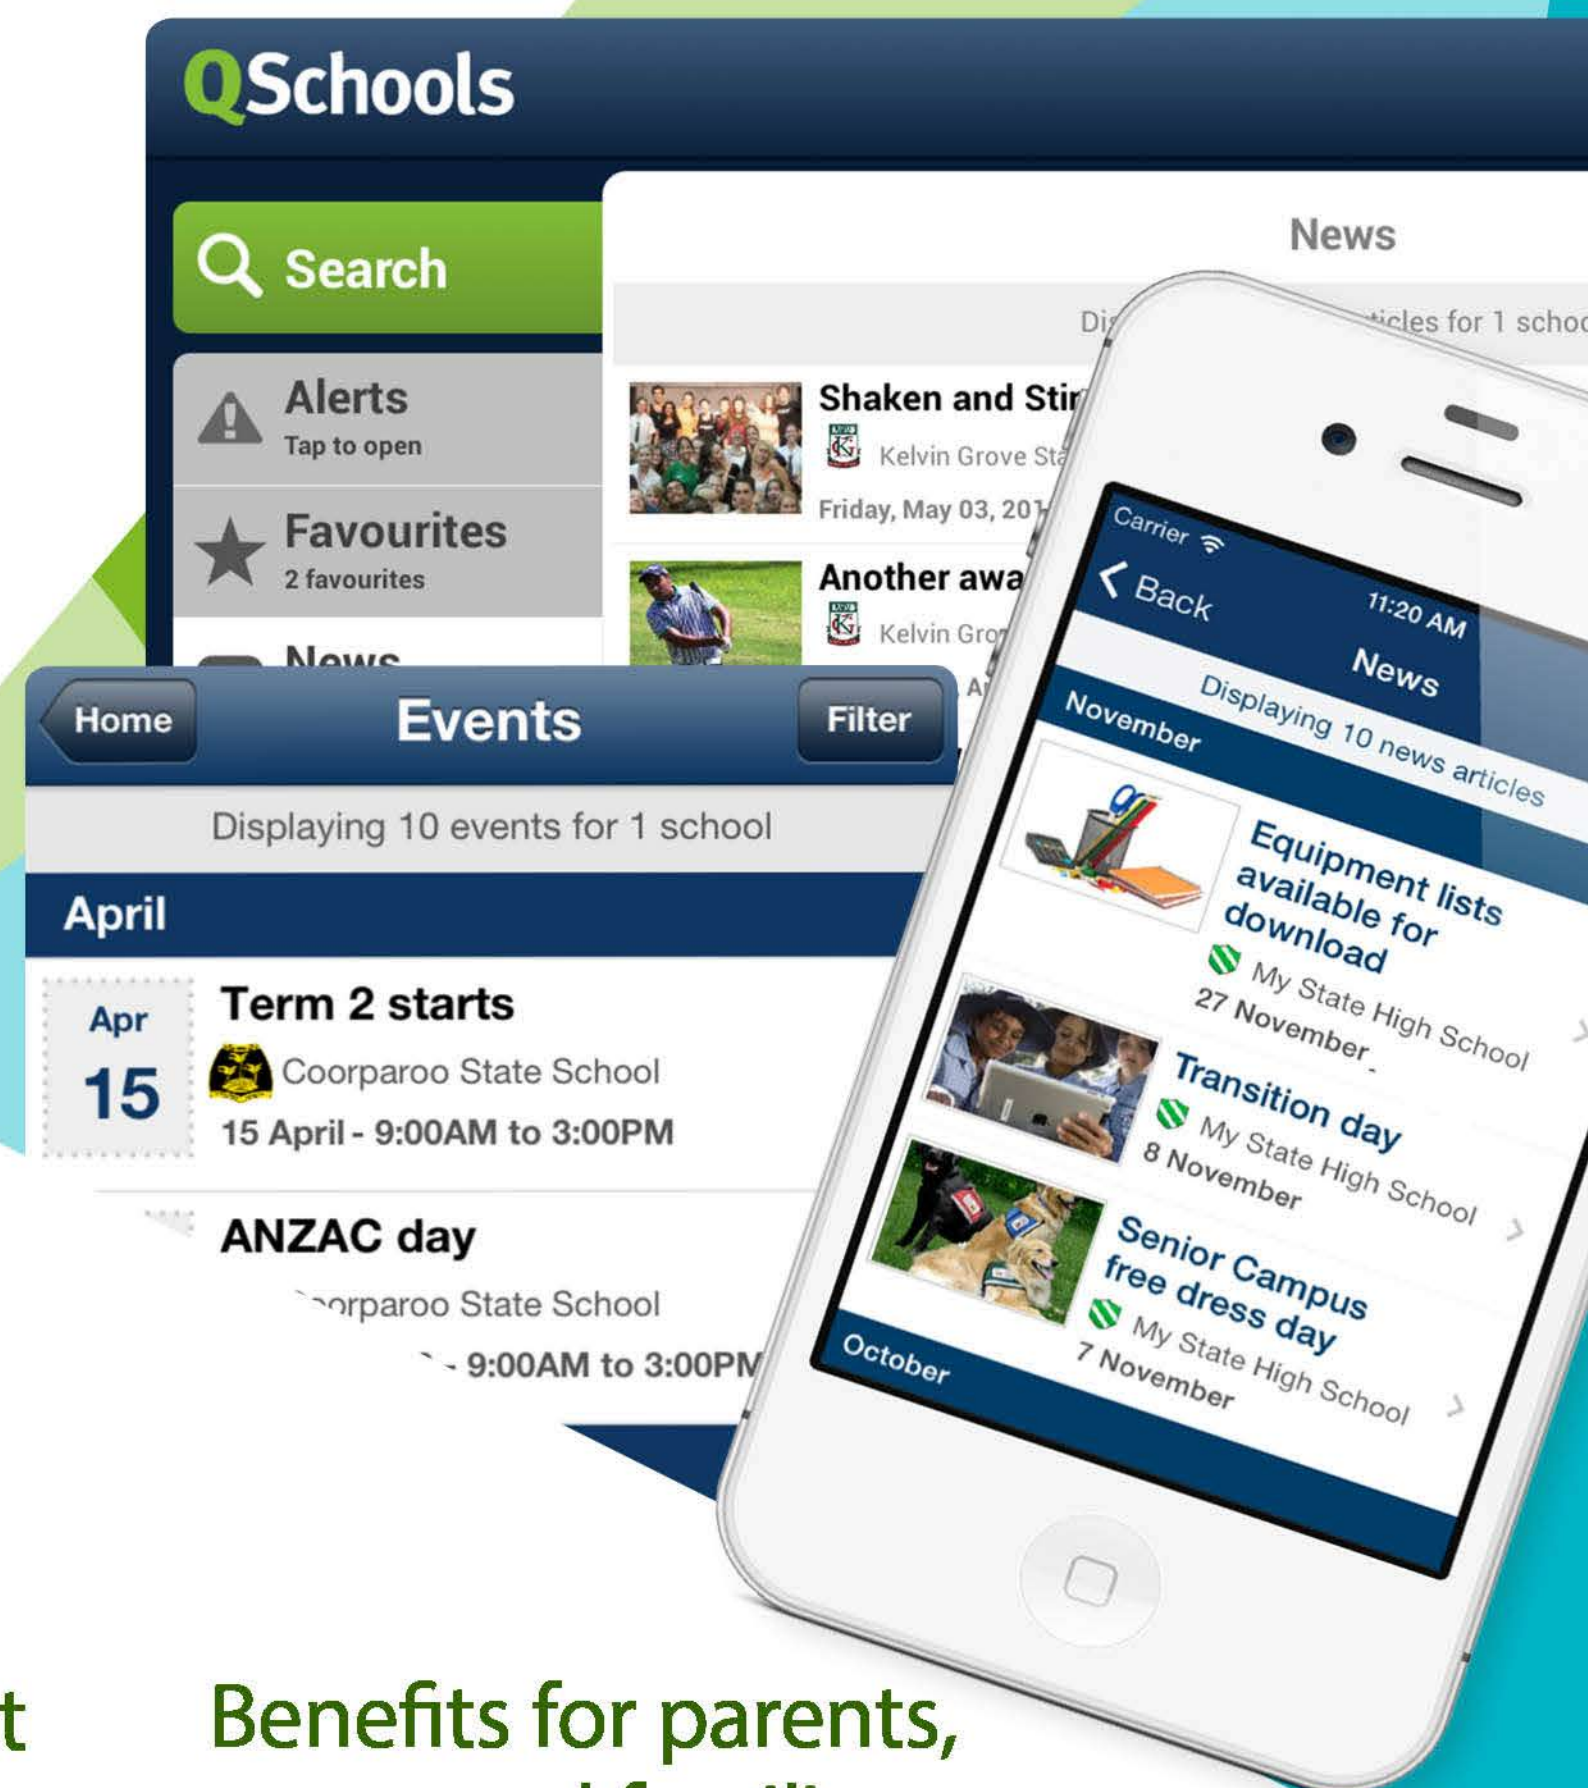 QSchools
Search
Alerts
Tap to open
Favourites
2 favourites
News
News
for 1
Shaken and
Kelvin Grove
Friday, May 03,
Another
Kelvin
Home
Events
Filter
Displaying 10 events for 1 school
April
Apr
15
Term 2 starts
Coorparoo State School
15 April - 9:00AM to 3:00PM
ANZAC day
State School
- 9:00AM to 3:00PM
Carrier
11:20 AM
Back
News
Displaying 10 news articles
November
Equipment lists
available for
download
My State High School
27 November
Transition day
My State High School
8 November
Senior Campus
free dress day
My State High School
7 November
October
Benefits for parents,